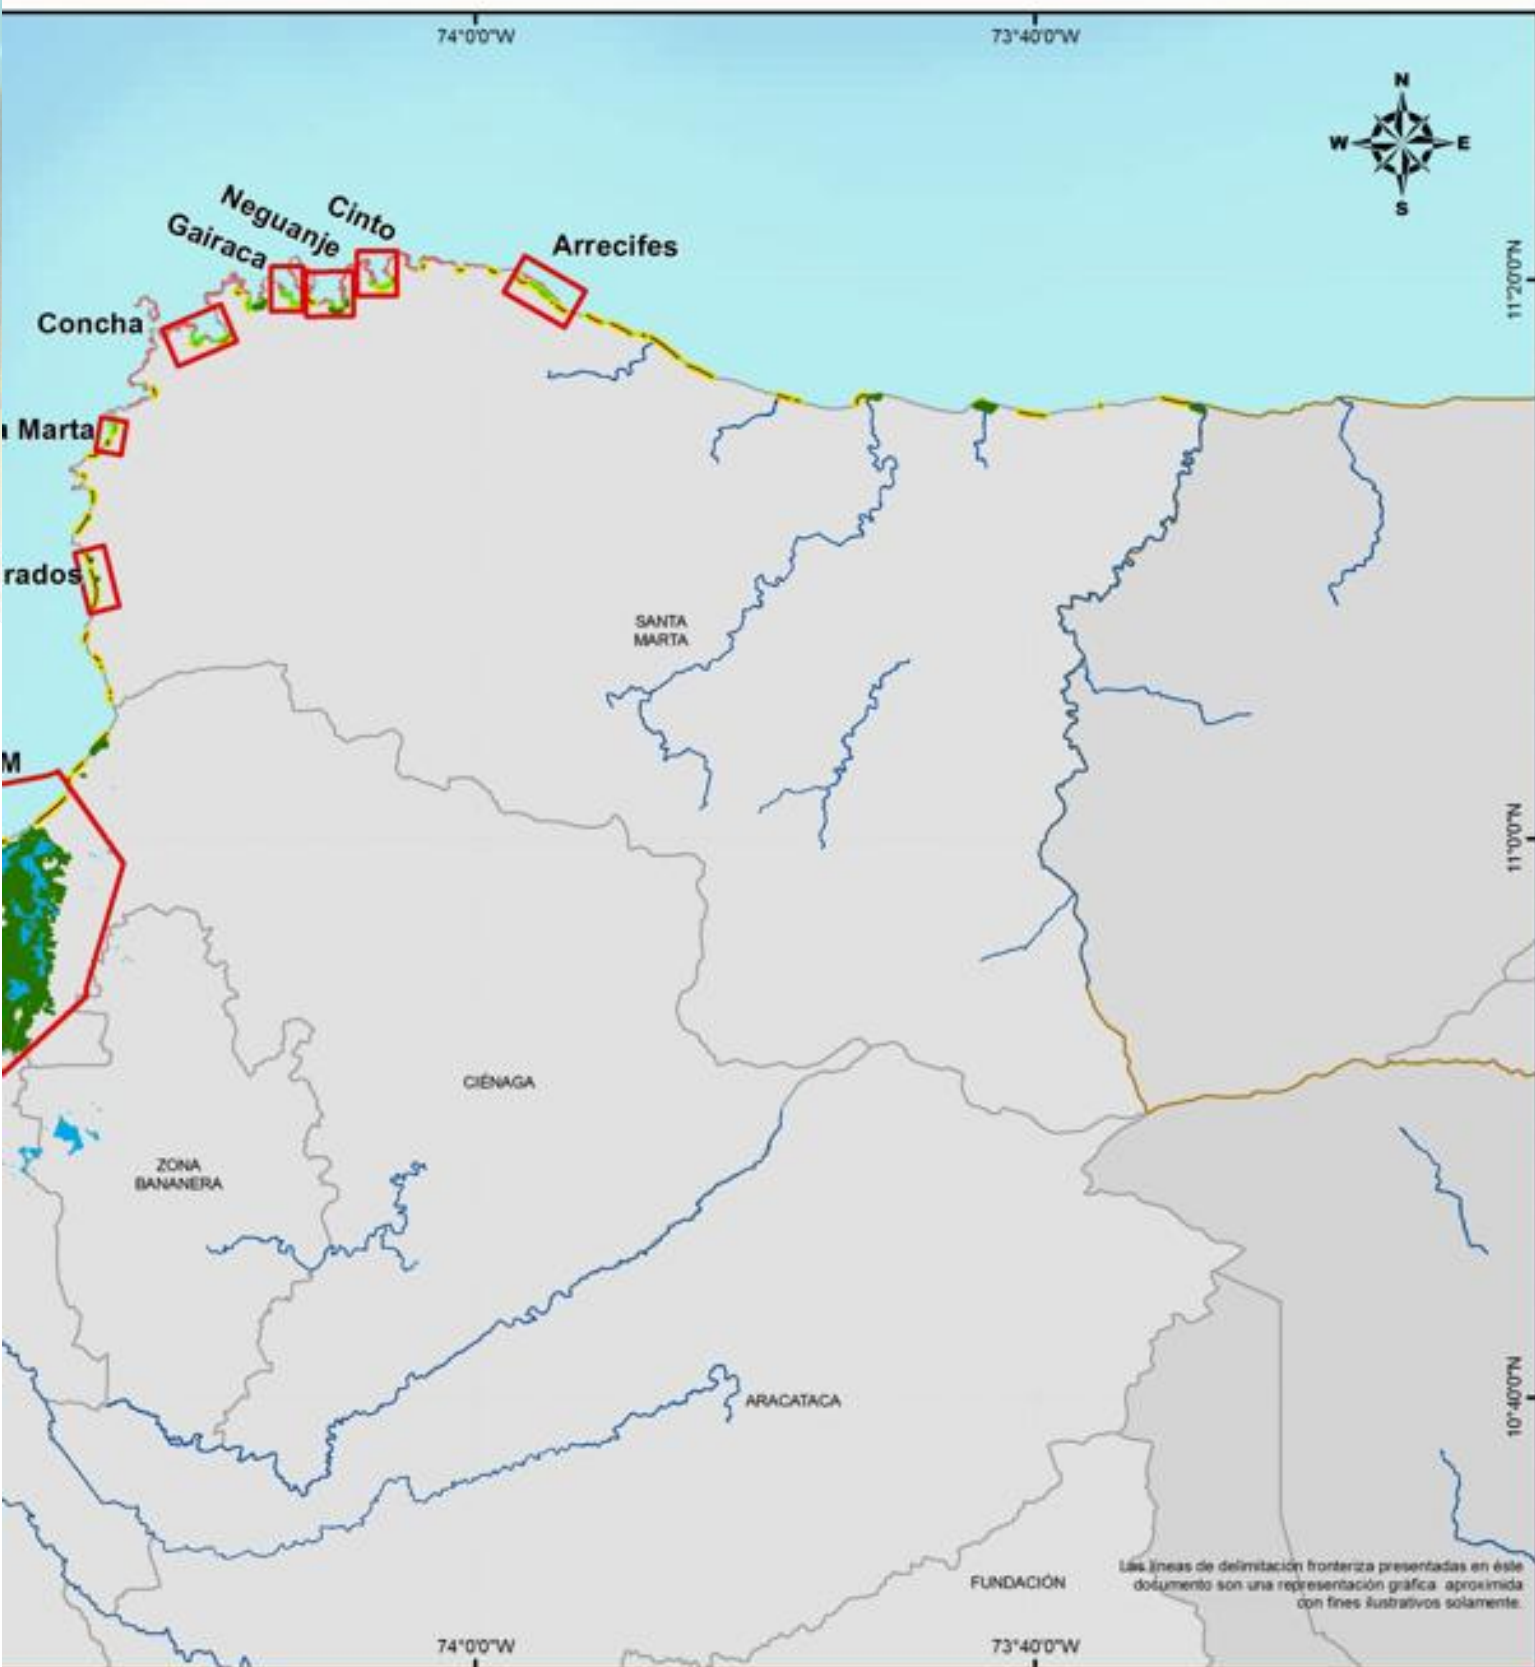 74°0'0"W
73°40'0"W
N
W
E
S
Neguanje
Cinto
Gairaca
Arrecifes
11°20'0"N
Concha
Marta
rados
SANTA
MARTA
M
11°0'0"N
CIÉNAGA
ZONA
BANANERA
ARACATACA
10°40'0"N
FUNDACIÓN
Las líneas de delimitación fronteriza presentadas en éste
documento son una representación gráfica aproximida
con fines ilustrativos solamente.
74°0'0"W
73°40'0"W